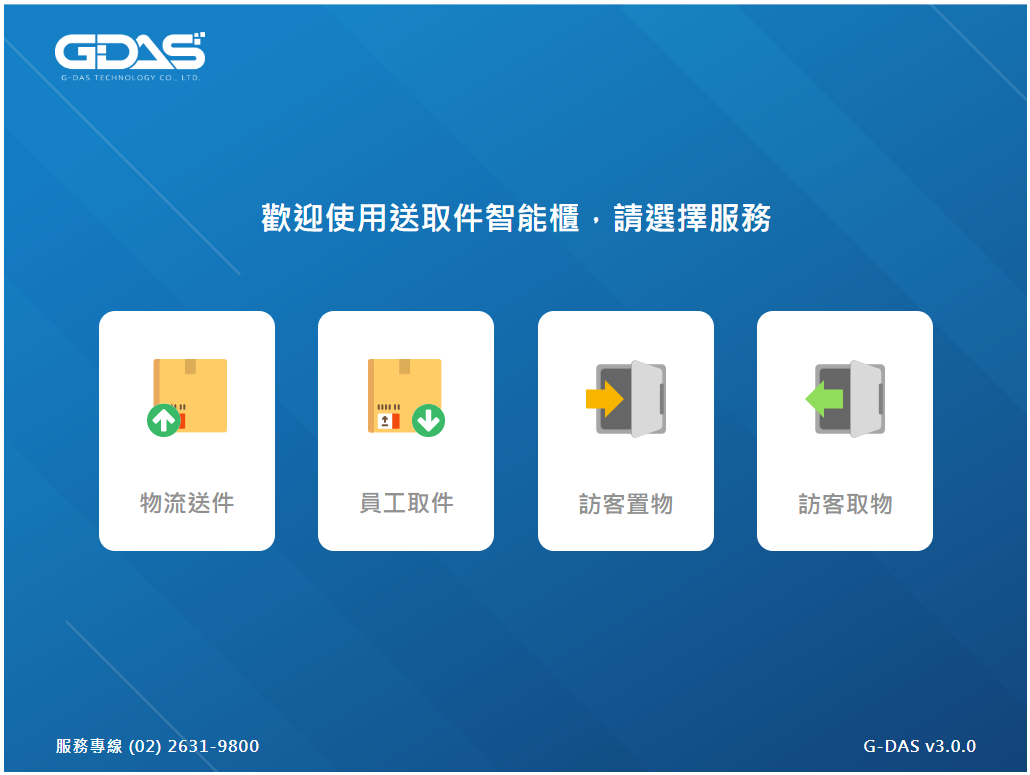 GDAS
G-DAS TECHNOLOGY CO., LTD.
歡迎使用送取件智能櫃，請選擇服務
物流送件
員工取件
訪客置物
訪客取物
服務專線 (02) 2631-9800
G-DAS v3.0.0